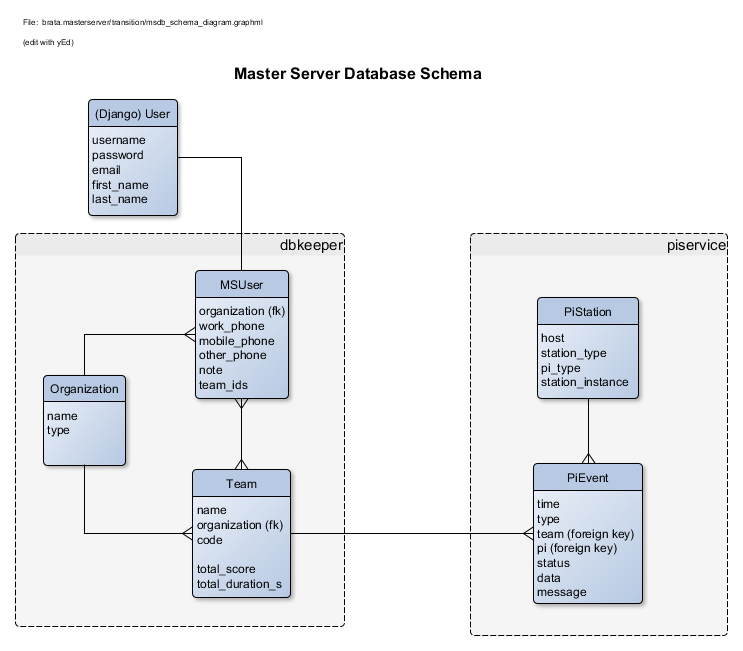 File: brata.masterserver/transition/msdb_schema_diagram.graphml
(edit with yEd)
Master Server Database Schema
(Django) User
username
password
email
first_name
last_name
dbkeeper
MSUser
organization (fk)
work_phone
mobile_phone
other_phone
note
team_ids
Organization
name
type
Team
name
organization (fk)
code
total_score
total_duration_s
piservice
PiStation
host
station_type
pi_type
station_instance
PiEvent
time
type
team (foreign key)
pi (foreign key)
status
data
message